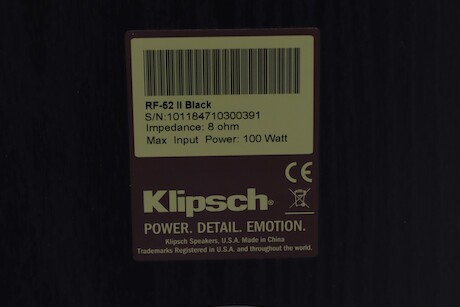 RF-52 II Black
S/N:101184710300391
Impedance: 8 ohm
Max Input Power: 100 Watt
CE
Klipsch®
POWER. DETAIL. EMOTION.
Klipsch Speakers, U.S.A. Made in China
Trademarks Registered in U.S.A. and throughout the world.